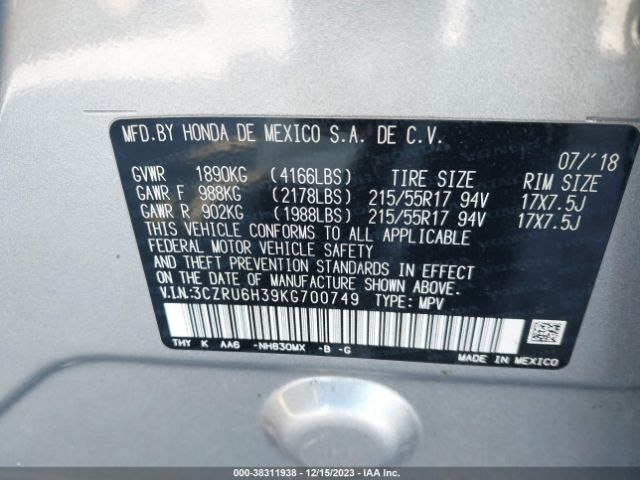 MFD.BY HONDA DE MEXICO S.A. DE C.V.
07/'18
GVWR 1890KG (4166LBS) TIRE SIZE RIM SIZE
GAWR F 988KG (2178LBS) 215/55R17 94V 17X7.5J
GAWR R 902KG (1988LBS) 215/55R17 94V 17X7.5J
THIS VEHICLE CONFORMS TO ALL APPLICABLE
FEDERAL MOTOR VEHICLE SAFETY
AND THEFT PREVENTION STANDARDS IN EFFECT
ON THE DATE OF MANUFACTURE SHOWN ABOVE.
V.I.N.:3CZRU6H39KG700749 TYPE: MPV
THY K AA6 -NH830MX -B -G
MADE IN MEXICO
000-38311938 - 12/15/2023 - IAA Inc.